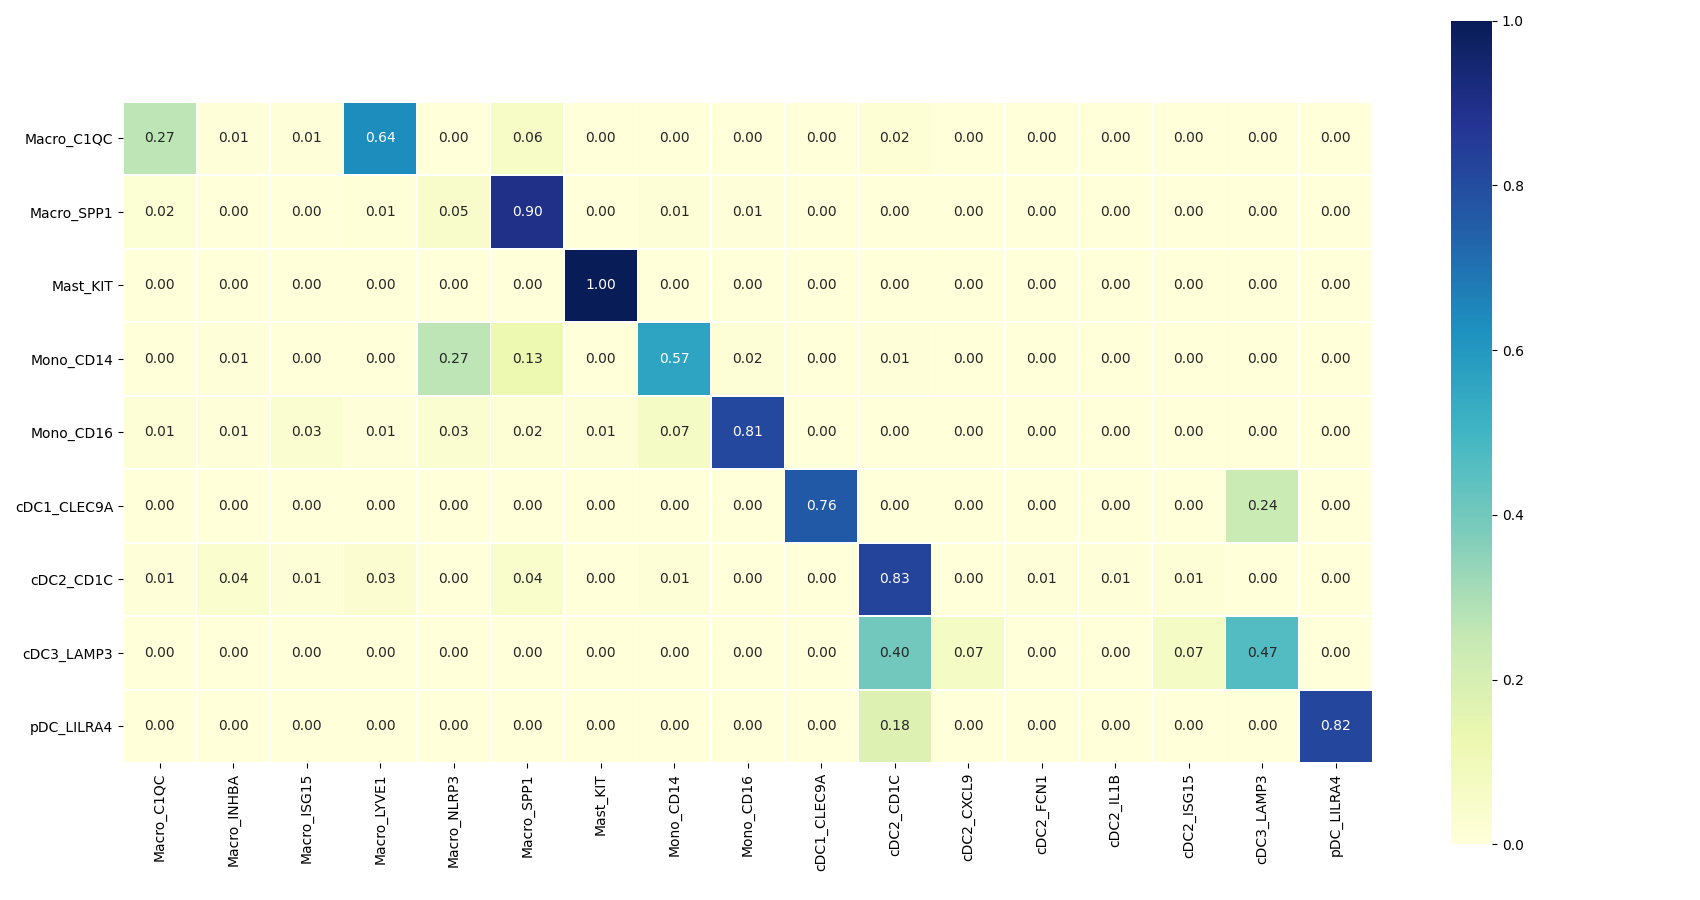 1.0
Macro_C1QC 0.27 0.01 0.01 0.64 0.00 0.06 0.00 0.00 0.00 0.00 0.02 0.00 0.00 0.00 0.00 0.00 0.00
0.8
Macro_SPP1 0.02 0.00 0.00 0.01 0.05 0.90 0.00 0.01 0.01 0.00 0.00 0.00 0.00 0.00 0.00 0.00 0.00
Mast_KIT 0.00 0.00 0.00 0.00 0.00 0.00 1.00 0.00 0.00 0.00 0.00 0.00 0.00 0.00 0.00 0.00 0.00
0.6
Mono_CD14 0.00 0.01 0.00 0.00 0.27 0.13 0.00 0.57 0.02 0.00 0.01 0.00 0.00 0.00 0.00 0.00 0.00
Mono_CD16 0.01 0.01 0.03 0.01 0.03 0.02 0.01 0.07 0.81 0.00 0.00 0.00 0.00 0.00 0.00 0.00 0.00
cDC1_CLEC9A 0.00 0.00 0.00 0.00 0.00 0.00 0.00 0.00 0.00 0.76 0.00 0.00 0.00 0.00 0.00 0.24 0.00
0.4
cDC2_CD1C 0.01 0.04 0.01 0.03 0.00 0.04 0.00 0.01 0.00 0.00 0.83 0.00 0.01 0.01 0.01 0.00 0.00
cDC3_LAMP3 0.00 0.00 0.00 0.00 0.00 0.00 0.00 0.00 0.00 0.00 0.40 0.07 0.00 0.00 0.07 0.47 0.00
0.2
pDC_LILRA4 0.00 0.00 0.00 0.00 0.00 0.00 0.00 0.00 0.00 0.00 0.18 0.00 0.00 0.00 0.00 0.00 0.82
0.0
Macro_C1QC
Macro_INHBA
Macro_ISG15
Macro_LYVE1
Macro_NLRP3
Macro_SPP1
Mast_KIT
Mono_CD14
Mono_CD16
cDC1_CLEC9A
cDC2_CD1C
cDC2_CXCL9
cDC2_FCN1
cDC2_IL1B
cDC2_ISG15
cDC3_LAMP3
pDC_LILRA4